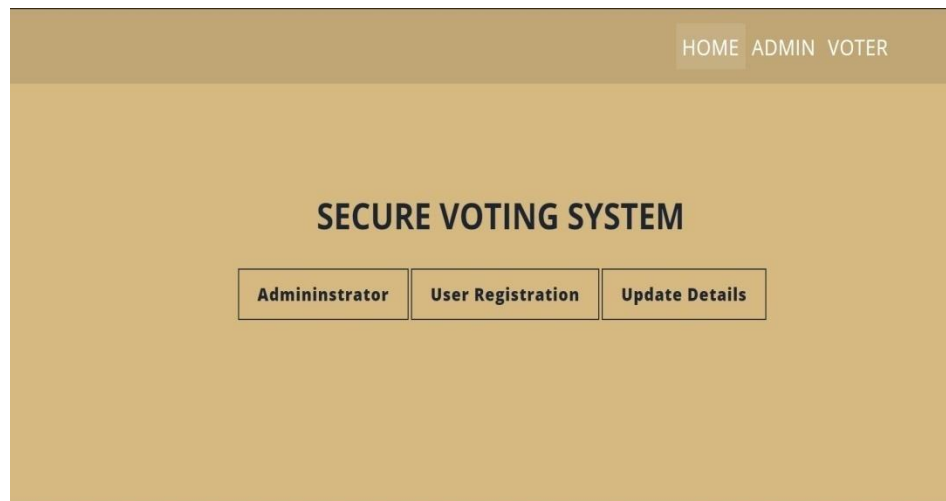 HOME ADMIN VOTER
SECURE VOTING SYSTEM
Admininstrator User Registration Update Details